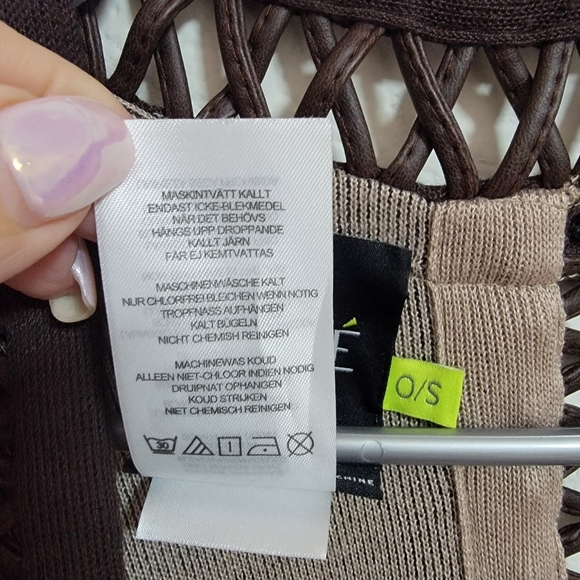 MASKINTVÄTT KALLT
ENDAST ICKE-BLEKMEDEL
NÄR DET BEHÖVS
HÄNGS UPP DROPPANDE
KALLT JÄRN
FÅR EJ KEMTVATTAS
MASCHINENWÄSCHE KALT
NUR CHLORFREI BLEICHEN WENN NÖTIG
TROPFNASS AUFHÄNGEN
KALT BÜGELN
NICHT CHEMISH REINIGEN
MACHINEWAS KOUD
ALLEEN NIET-CHLOOR INDIEN NODIG
DRUIPNAT OPHANGEN
KOUD STRIJKEN
NIET CHEMISCH REINIGEN
30
É
O/S